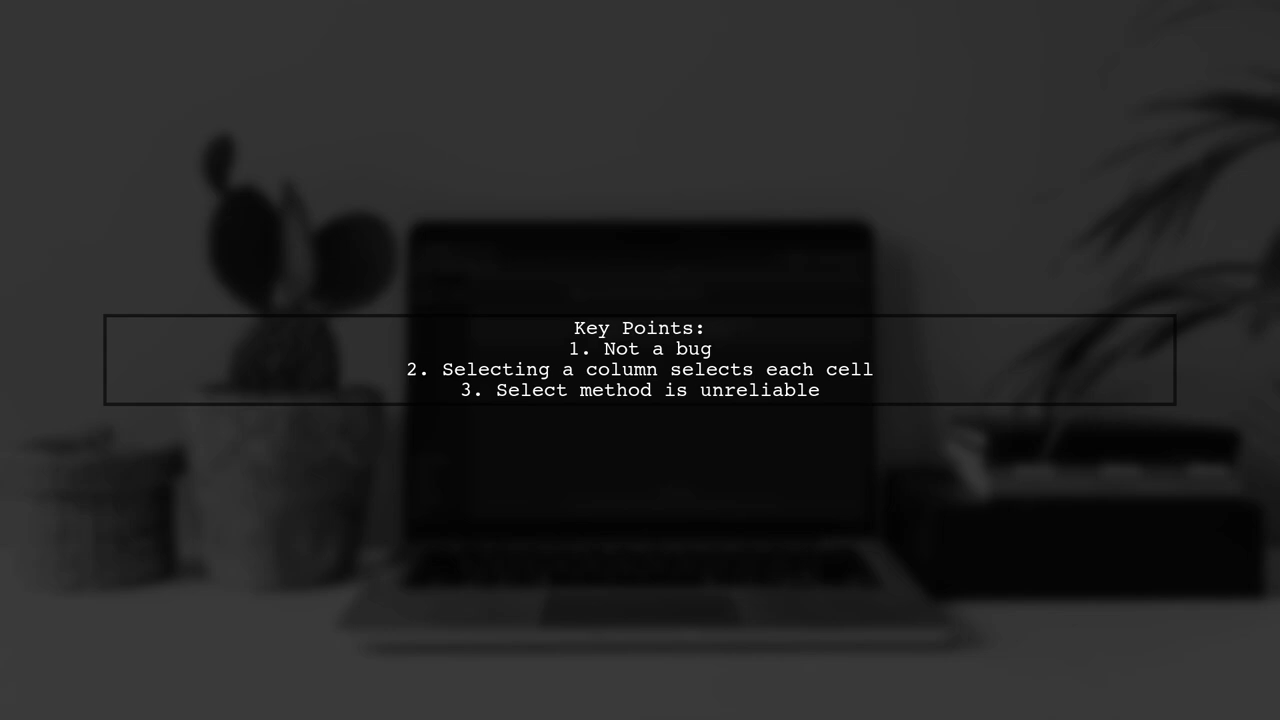 Key Points:
1. Not a bug
2. Selecting a column selects each cell
3. Select method is unreliable